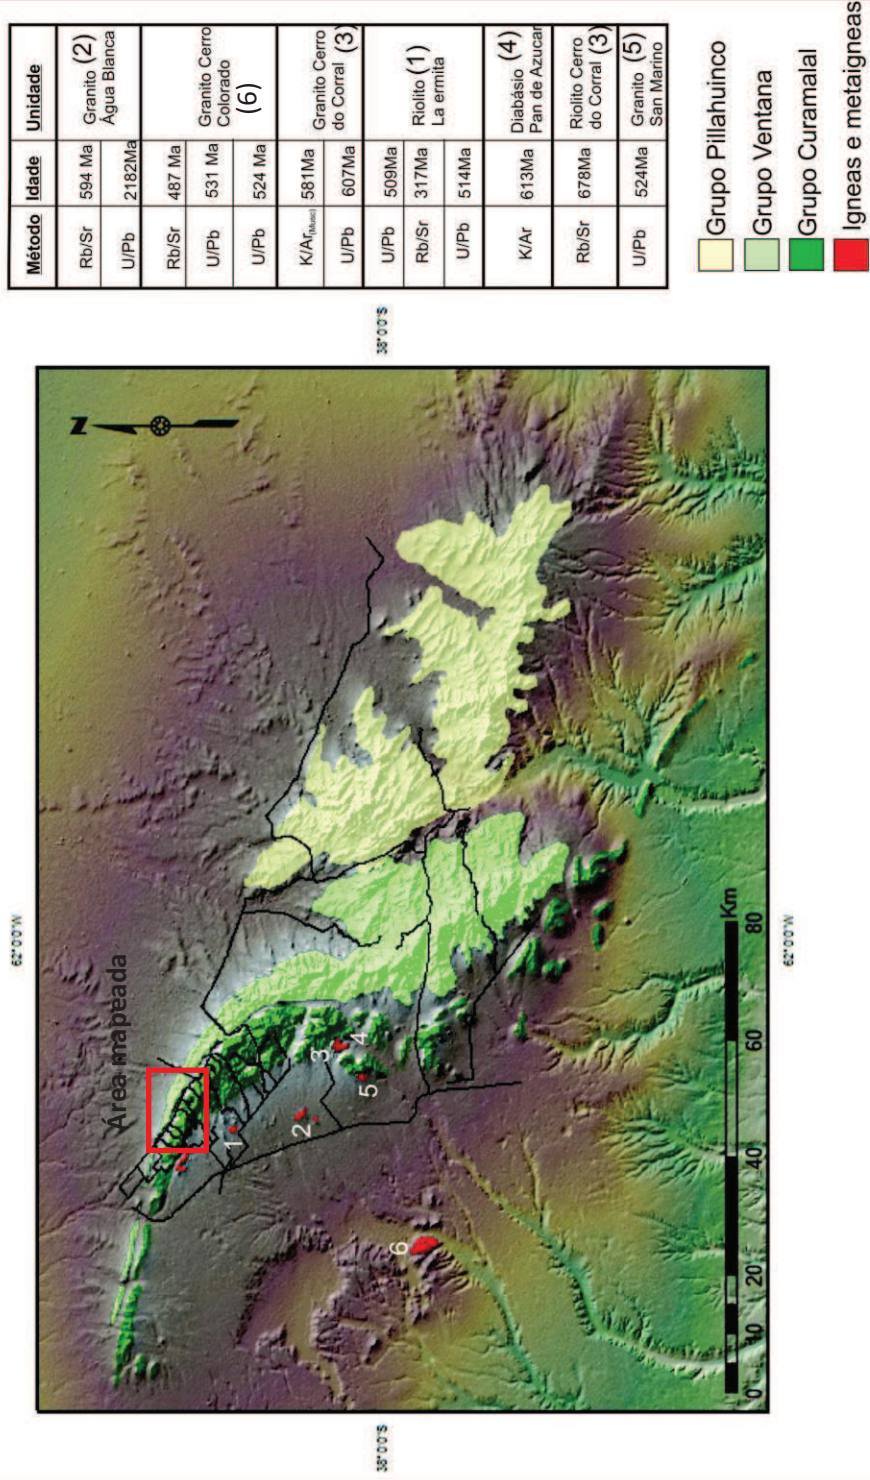 Método Idade Unidade
Rb/Sr 594 Ma Granito (2)
U/Pb 2182Ma Água Blanca
Rb/Sr 487 Ma Granito Cerro
U/Pb 531 Ma Colorado
U/Pb 524 Ma (6)
K/Ar(Musc) 581Ma Granito Cerro
U/Pb 607Ma do Corral (3)
U/Pb 509Ma Riolito (1)
Rb/Sr 317Ma La ermita
U/Pb 514Ma
K/Ar 613Ma Diabásio (4)
Pan de Azucar
Rb/Sr 678Ma Riolito Cerro
do Corral (3)
U/Pb 524Ma Granito (5)
San Marino
Grupo Pillahuinco
Grupo Ventana
Grupo Curamalal
Igneas e metaigneas
62°0'0"W
38°0'0"S
38°0'0"S
62°0'0"W
N
Área mapeada
1
2
3
4
5
6
0 10 20 40 60 80
Km